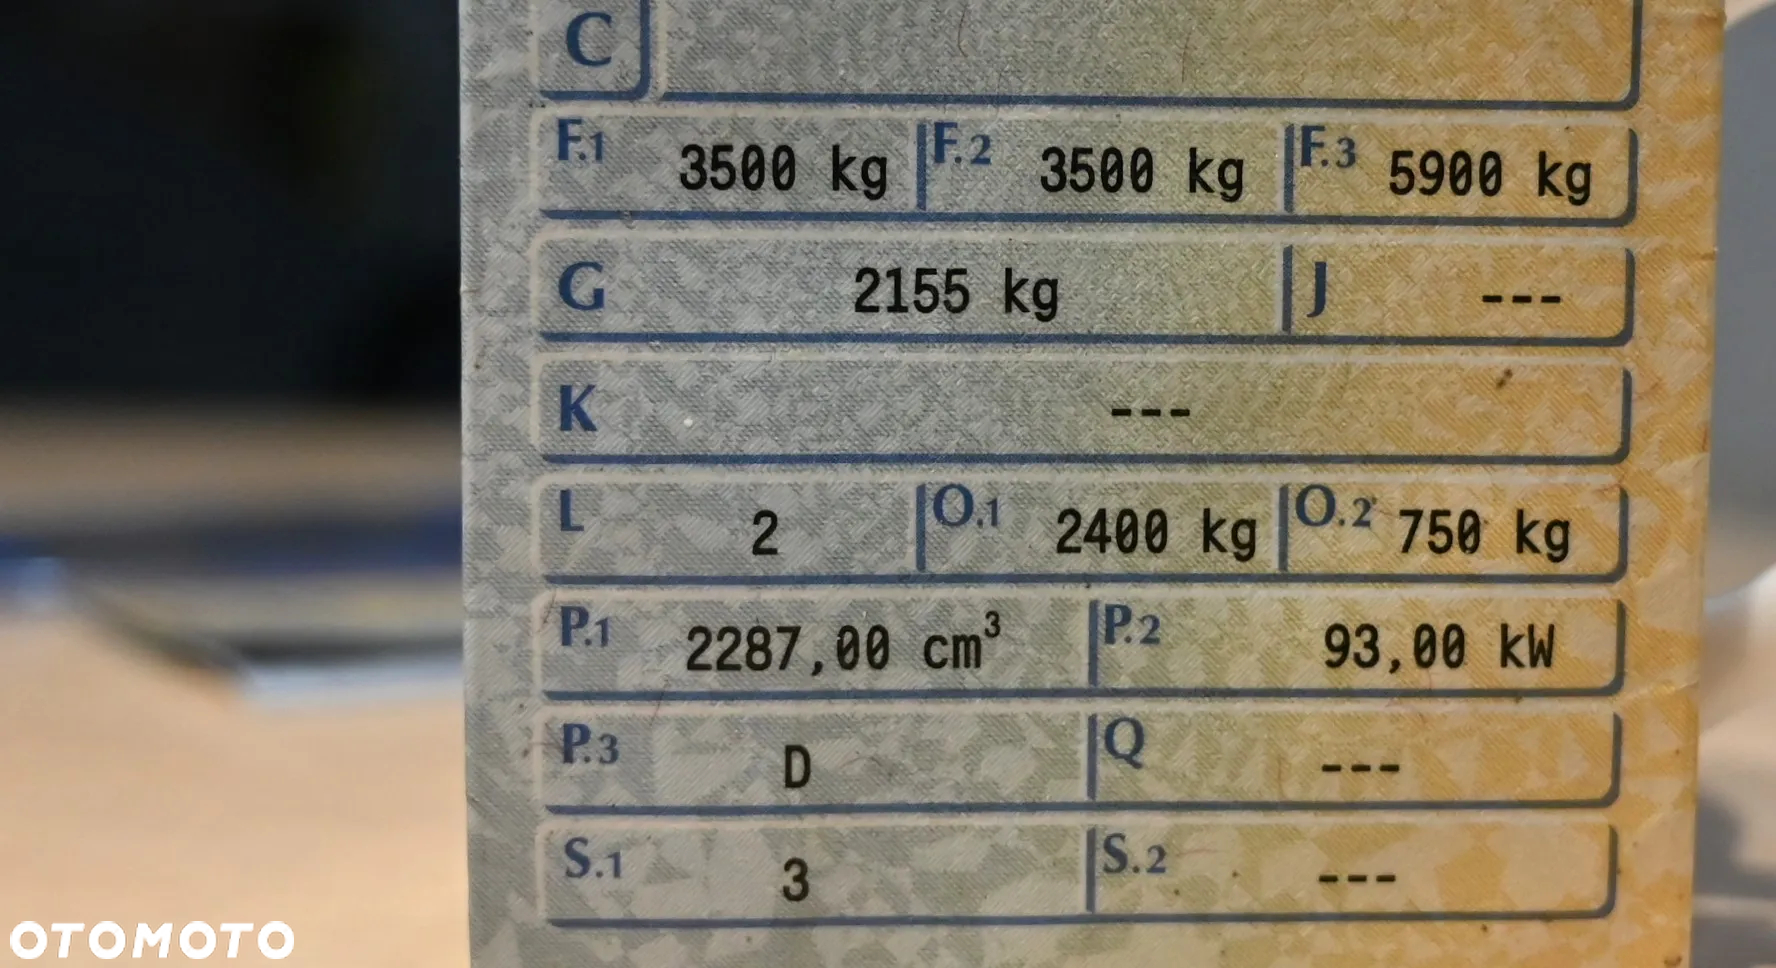 C
F.1 3500 kg F.2 3500 kg F.3 5900 kg
G 2155 kg J ---
K ---
L 2 O.1 2400 kg O.2 750 kg
P.1 2287,00 cm³ P.2 93,00 kW
P.3 D Q ---
S.1 3 S.2 ---
OTOMOTO